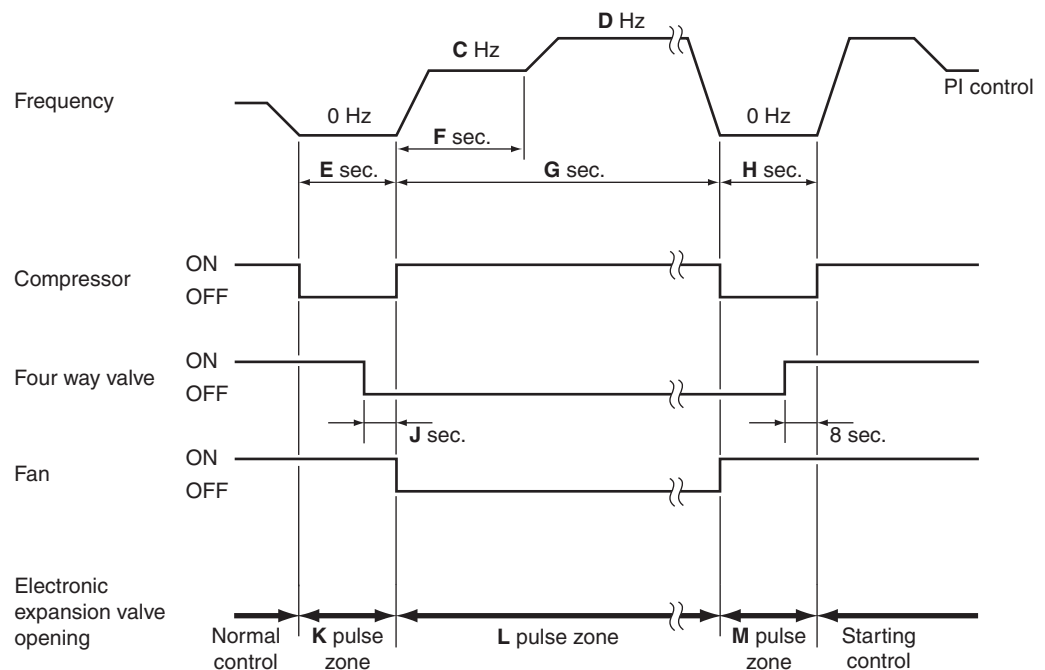 D Hz
C Hz
Frequency
PI control
0 Hz
0 Hz
F sec.
E sec.
G sec.
H sec.
Compressor
ON
OFF
Four way valve
ON
OFF
J sec.
8 sec.
Fan
ON
OFF
Electronic
expansion valve
opening
Normal
control
K pulse
zone
L pulse zone
M pulse
zone
Starting
control